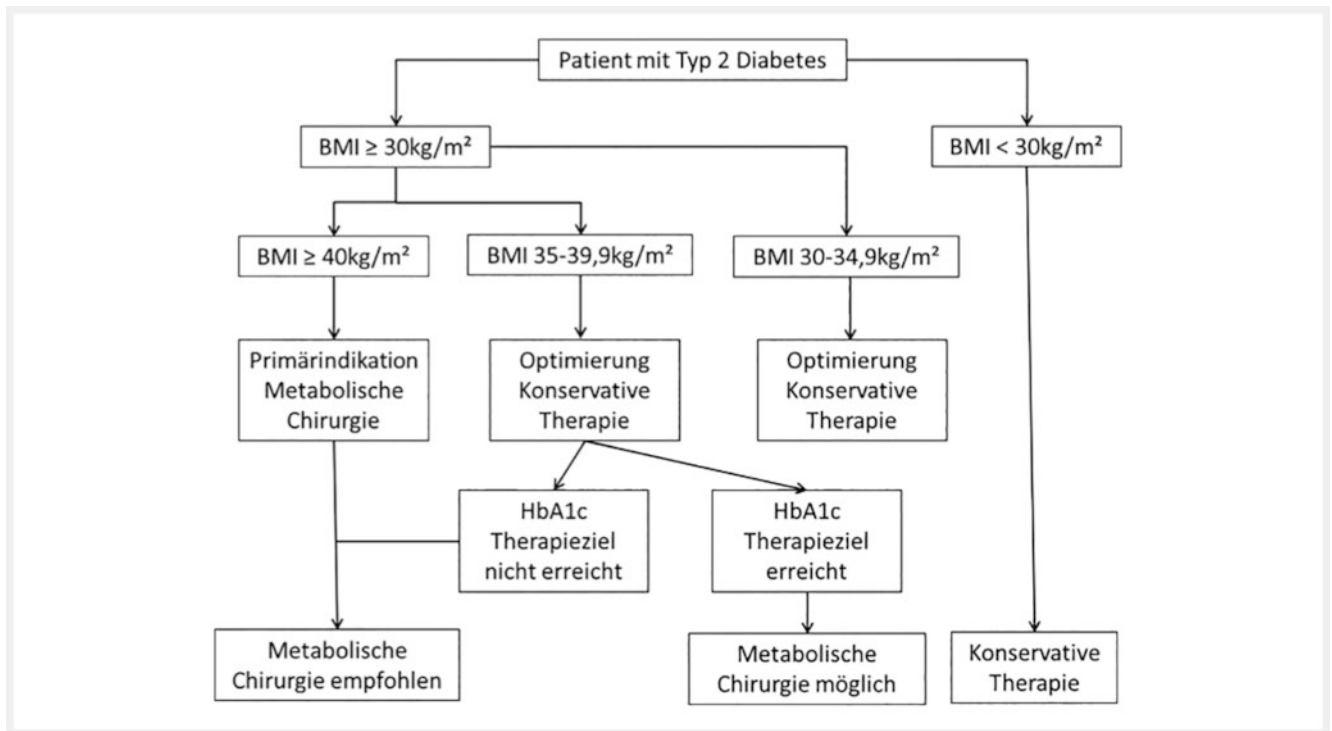 Patient mit Typ 2 Diabetes
BMI ≥ 30kg/m²
BMI < 30kg/m²
BMI ≥ 40kg/m²
BMI 35-39,9kg/m²
BMI 30-34,9kg/m²
Primärindikation
Metabolische
Chirurgie
Optimierung
Konservative
Therapie
Optimierung
Konservative
Therapie
HbA1c
Therapieziel
nicht erreicht
HbA1c
Therapieziel
erreicht
Metabolische
Chirurgie empfohlen
Metabolische
Chirurgie möglich
Konservative
Therapie